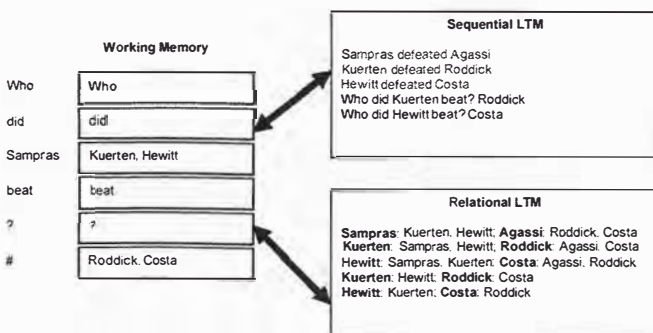 Working Memory
Who
did
Sampras
beat
?
#
Who
did
Kuerten, Hewitt
beat
?
Roddick. Costa
Sequential LTM
Sampras defeated Agassi
Kuerten defeated Roddick
Hewitt defeated Costa
Who did Kuerten beat? Roddick
Who did Hewitt beat? Costa
Relational LTM
Sampras: Kuerten, Hewitt; Agassi: Roddick, Costa
Kuerten: Sampras, Hewitt; Roddick: Agassi, Costa
Hewitt: Sampras, Kuerten: Costa: Agassi, Roddick
Kuerten: Hewitt: Roddick: Costa
Hewitt: Kuerten: Costa: Roddick